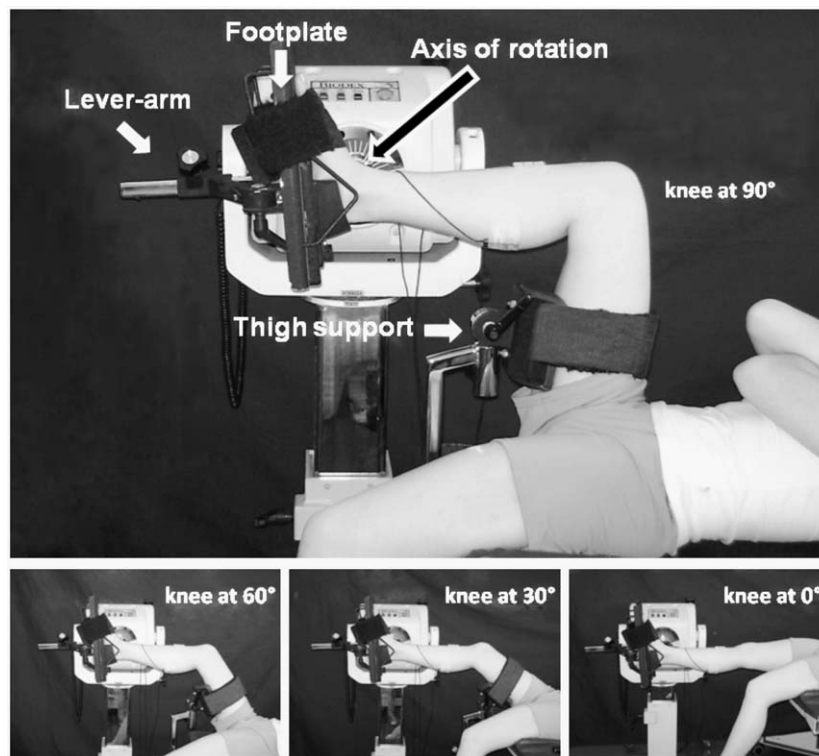 Footplate
Axis of rotation
Lever-arm
BIODEX
knee at 90°
Thigh support
knee at 60°
knee at 30°
knee at 0°